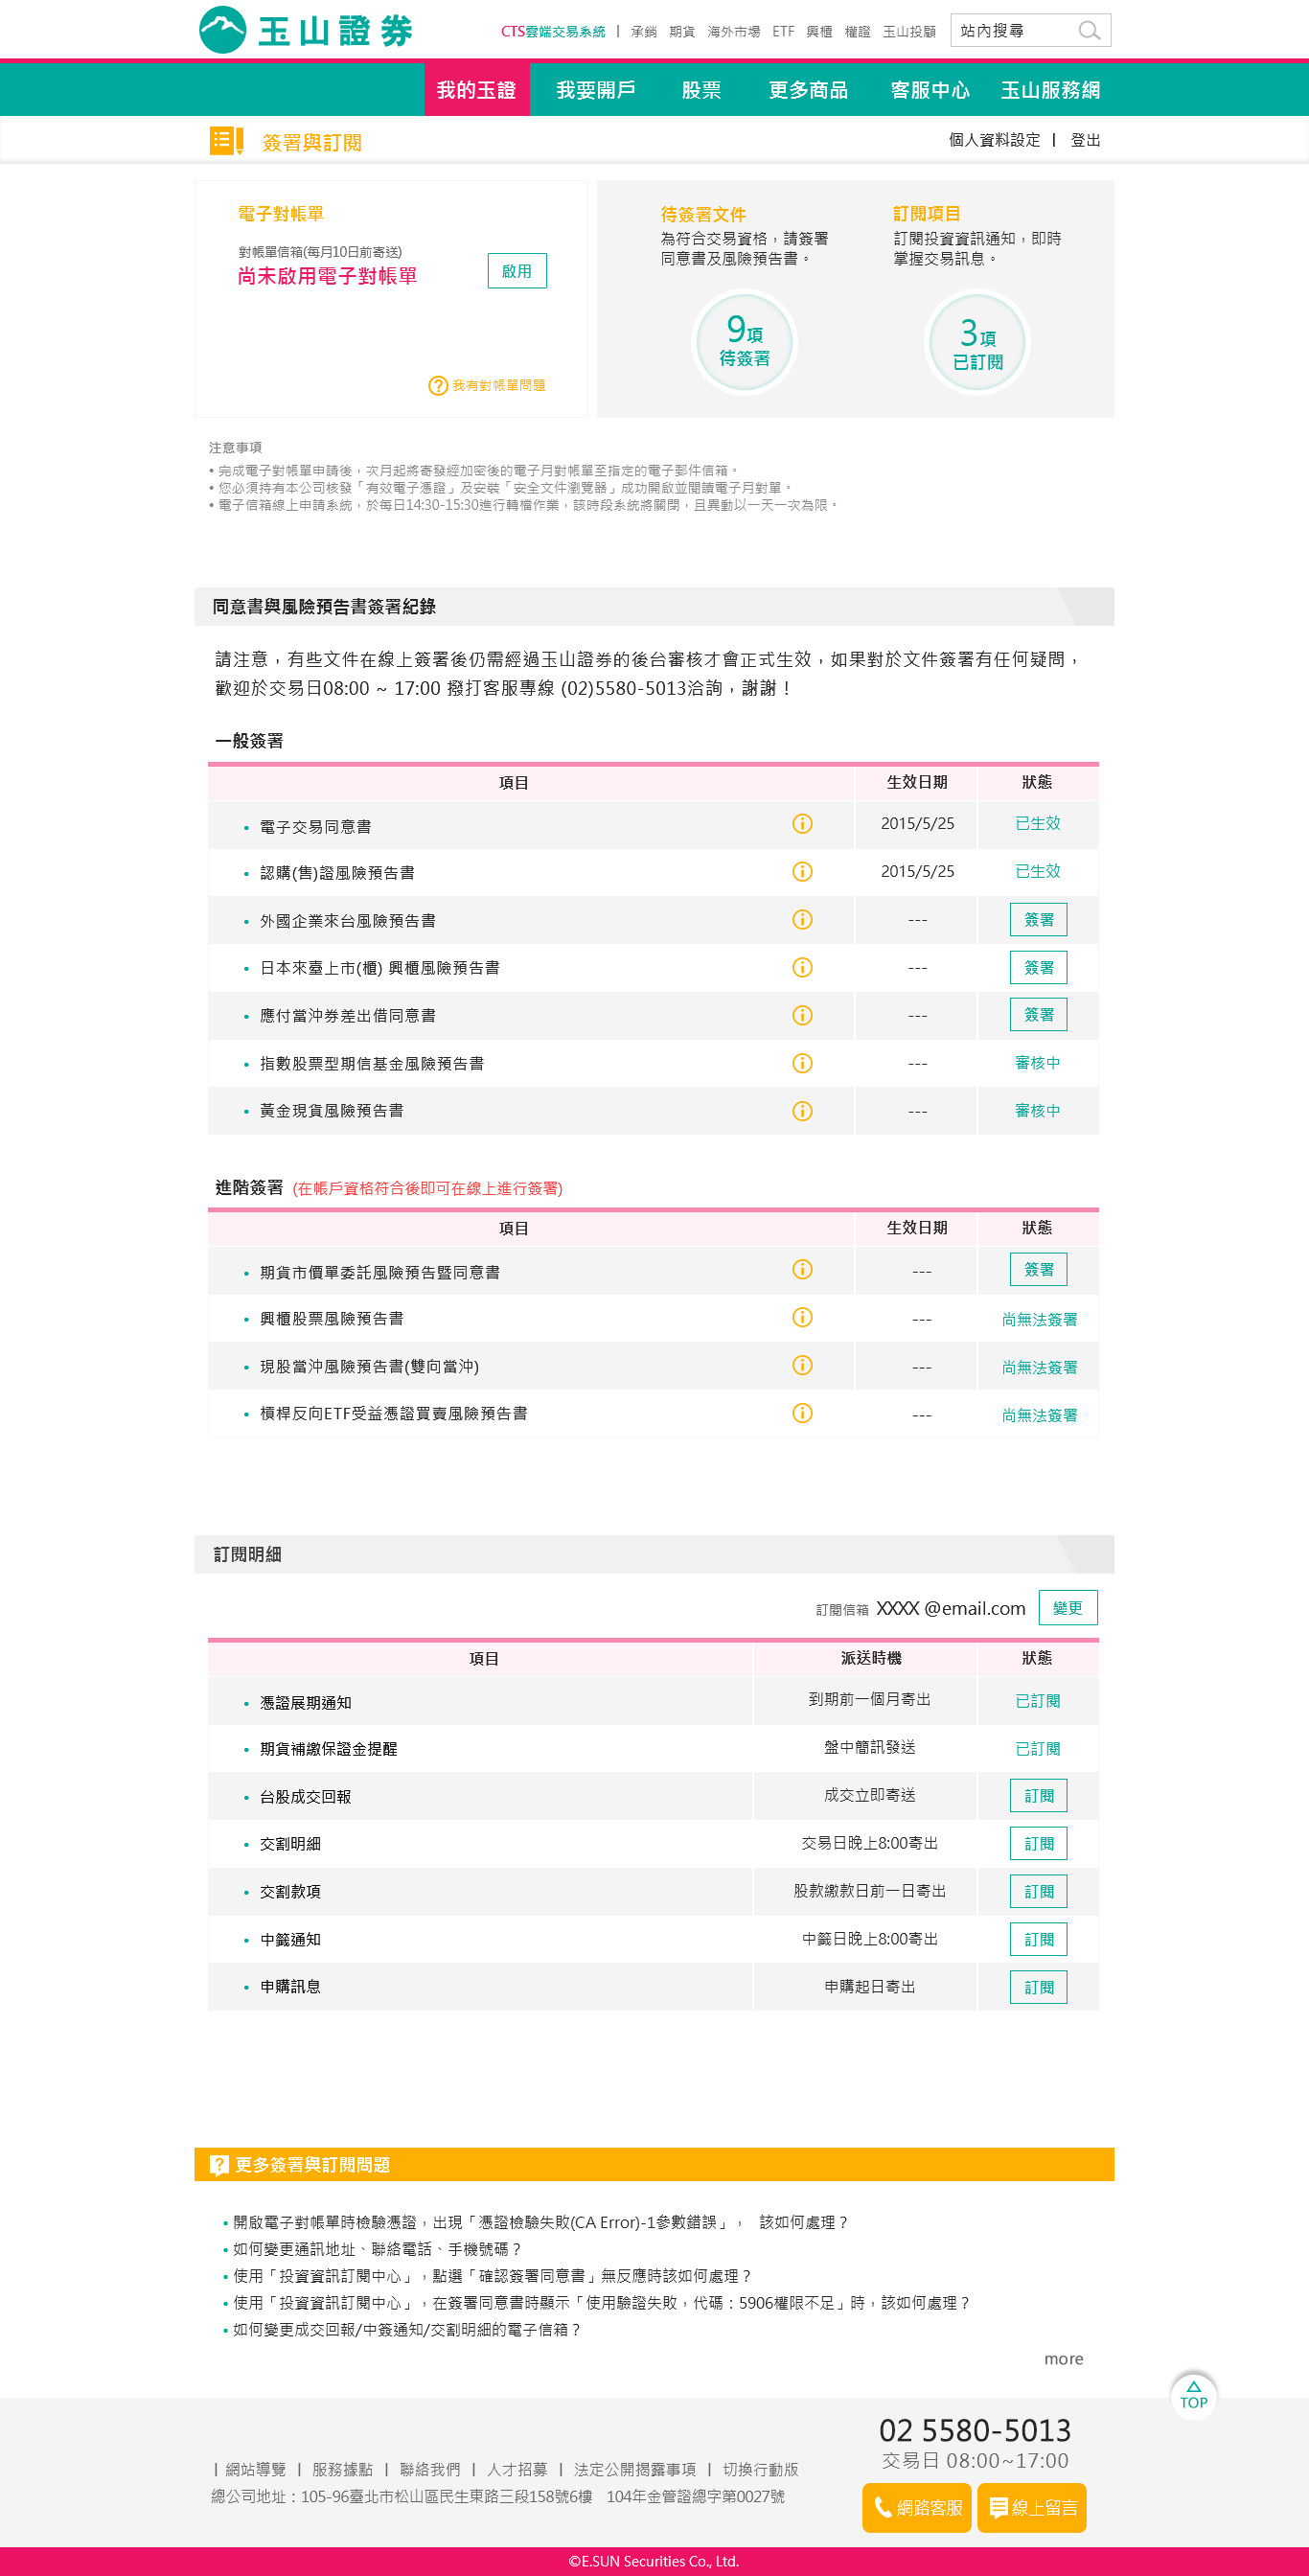 玉山證券
CTS雲端交易系統 | 承銷 期貨 海外市場 ETF 興櫃 權證 玉山投顧 站內搜尋
我的玉證 我要開戶 股票 更多商品 客服中心 玉山服務網
簽署與訂閱 個人資料設定 | 登出
電子對帳單
對帳單信箱(每月10日前寄送)
尚未啟用電子對帳單 啟用
? 我有對帳單問題
待簽署文件
為符合交易資格，請簽署
同意書及風險預告書。
9項
待簽署
訂閱項目
訂閱投資資訊通知，即時
掌握交易訊息。
3項
已訂閱
注意事項
• 完成電子對帳單申請後，次月起將寄發經加密後的電子月對帳單至指定的電子郵件信箱。
• 您必須持有本公司核發「有效電子憑證」及安裝「安全文件瀏覽器」成功開啟並閱讀電子月對單。
• 電子信箱線上申請系統，於每日14:30-15:30進行轉檔作業，該時段系統將關閉，且異動以一天一次為限。
同意書與風險預告書簽署紀錄
請注意，有些文件在線上簽署後仍需經過玉山證券的後台審核才會正式生效，如果對於文件簽署有任何疑問，
歡迎於交易日08:00 ~ 17:00 撥打客服專線 (02)5580-5013洽詢，謝謝！
一般簽署
項目 生效日期 狀態
• 電子交易同意書 2015/5/25 已生效
• 認購(售)證風險預告書 2015/5/25 已生效
• 外國企業來台風險預告書 --- 簽署
• 日本來臺上市(櫃) 興櫃風險預告書 --- 簽署
• 應付當沖券差出借同意書 --- 簽署
• 指數股票型期信基金風險預告書 --- 審核中
• 黃金現貨風險預告書 --- 審核中
進階簽署 (在帳戶資格符合後即可在線上進行簽署)
項目 生效日期 狀態
• 期貨市價單委託風險預告暨同意書 --- 簽署
• 興櫃股票風險預告書 --- 尚無法簽署
• 現股當沖風險預告書(雙向當沖) --- 尚無法簽署
• 槓桿反向ETF受益憑證買賣風險預告書 --- 尚無法簽署
訂閱明細
訂閱信箱 XXXX @email.com 變更
項目 派送時機 狀態
• 憑證展期通知 到期前一個月寄出 已訂閱
• 期貨補繳保證金提醒 盤中簡訊發送 已訂閱
• 台股成交回報 成交立即寄送 訂閱
• 交割明細 交易日晚上8:00寄出 訂閱
• 交割款項 股款繳款日前一日寄出 訂閱
• 中籤通知 中籤日晚上8:00寄出 訂閱
• 申購訊息 申購起日寄出 訂閱
? 更多簽署與訂閱問題
• 開啟電子對帳單時檢驗憑證，出現「憑證檢驗失敗(CA Error)-1參數錯誤」， 該如何處理？
• 如何變更通訊地址、聯絡電話、手機號碼？
• 使用「投資資訊訂閱中心」，點選「確認簽署同意書」無反應時該如何處理？
• 使用「投資資訊訂閱中心」，在簽署同意書時顯示「使用驗證失敗，代碼：5906權限不足」時，該如何處理？
• 如何變更成交回報/中簽通知/交割明細的電子信箱？
more
TOP
02 5580-5013
交易日 08:00~17:00
| 網站導覽 | 服務據點 | 聯絡我們 | 人才招募 | 法定公開揭露事項 | 切換行動版
總公司地址：105-96臺北市松山區民生東路三段158號6樓 104年金管證總字第0027號
網路客服 線上留言
©E.SUN Securities Co., Ltd.